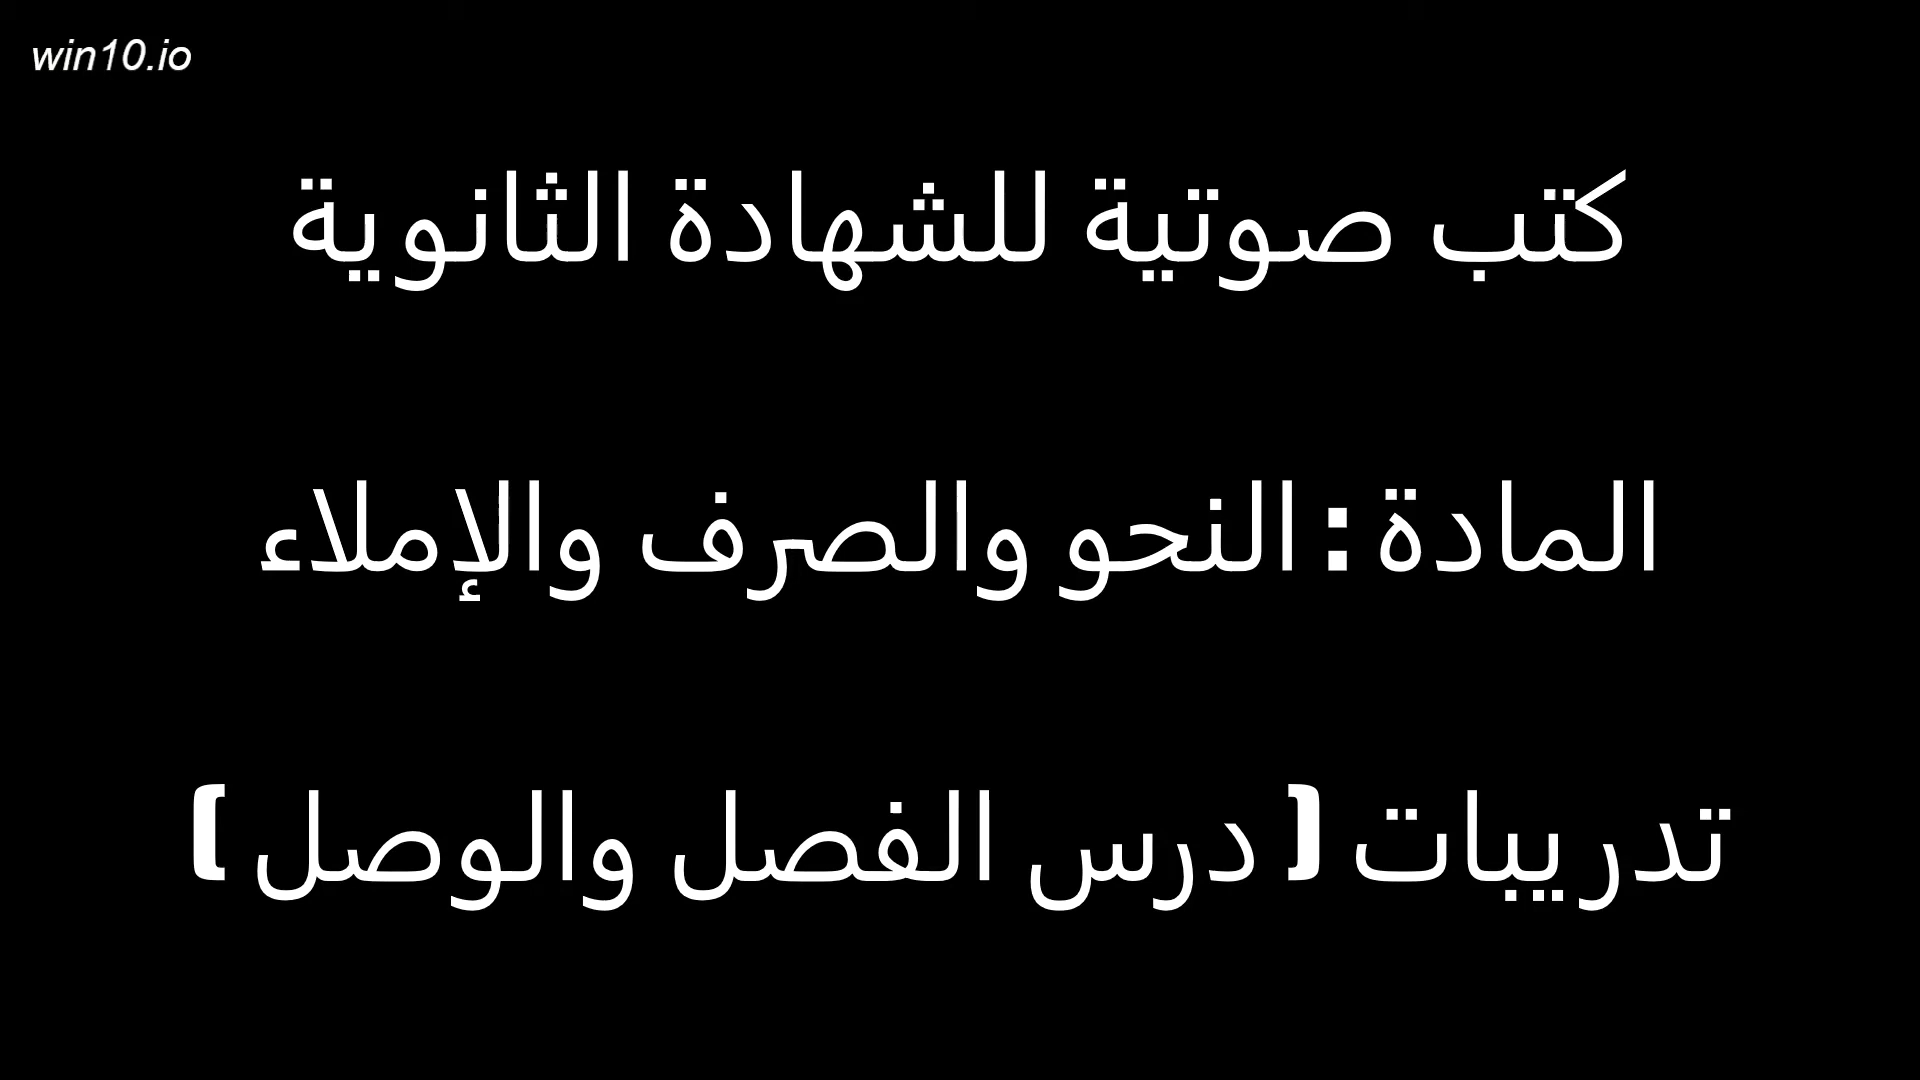 win10.io
كتب صوتية للشهادة الثانوية
المادة : النحو والصرف والإملاء
تدريبات ( درس الفصل والوصل )